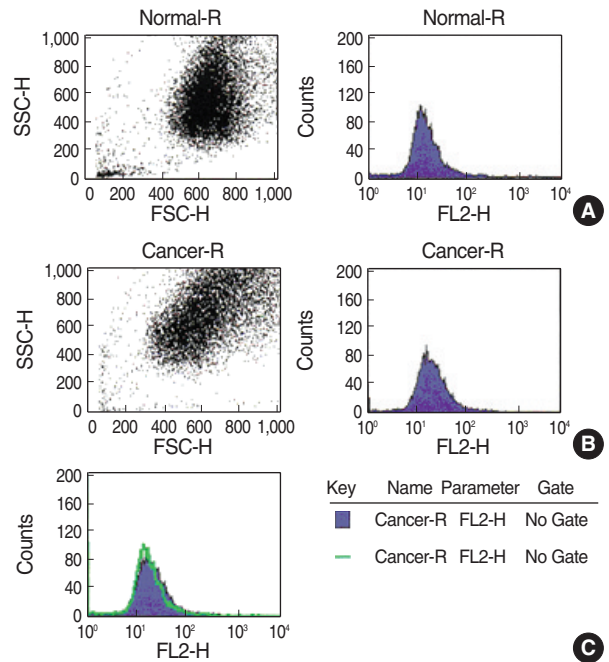 Normal-R
Normal-R
1,000
800
600
400
200
0
SSC-H
0 200 400 600 800 1,000
FSC-H
200
160
120
80
40
0
Counts
10⁰ 10¹ 10² 10³ 10⁴
FL2-H
A
Cancer-R
Cancer-R
1,000
800
600
400
200
0
SSC-H
0 200 400 600 800 1,000
FSC-H
200
160
120
80
40
0
Counts
10⁰ 10¹ 10² 10³ 10⁴
FL2-H
B
200
160
120
80
40
0
Counts
10⁰ 10¹ 10² 10³ 10⁴
FL2-H
Key Name Parameter Gate
Cancer-R FL2-H No Gate
Cancer-R FL2-H No Gate
C